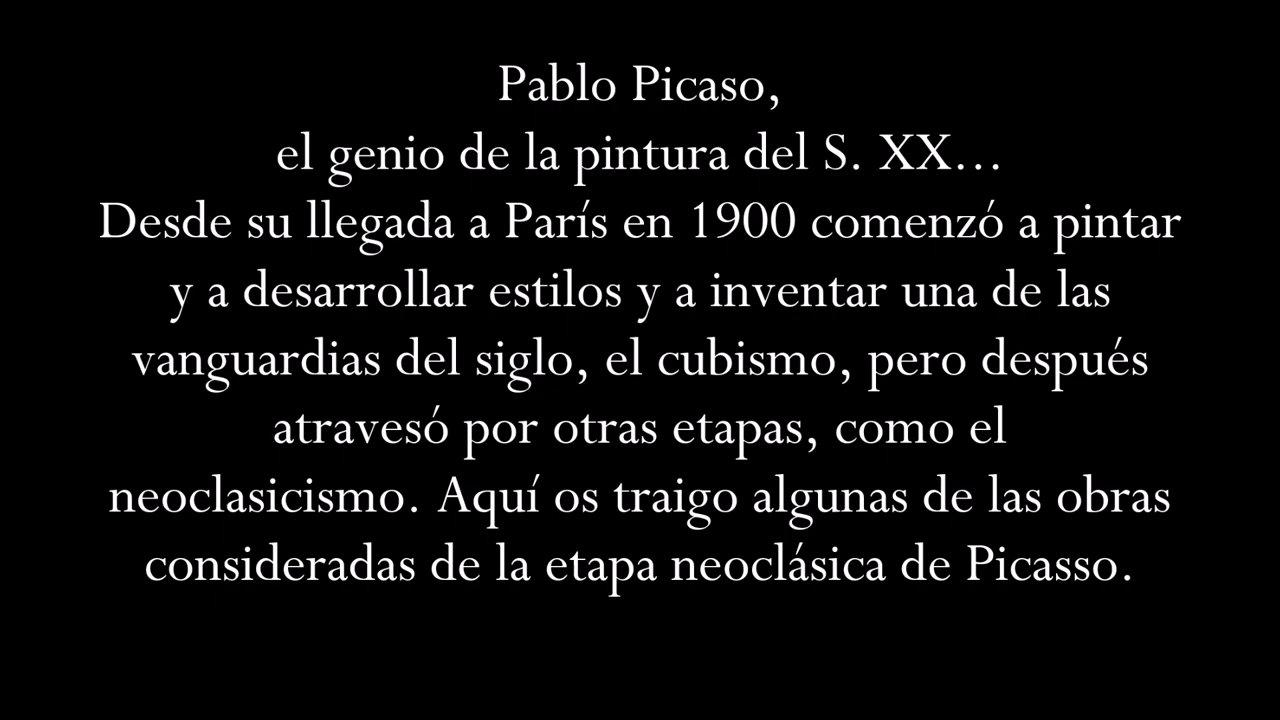 Pablo Picaso,
el genio de la pintura del S. XX...
Desde su llegada a París en 1900 comenzó a pintar
y a desarrollar estilos y a inventar una de las
vanguardias del siglo, el cubismo, pero después
atravesó por otras etapas, como el
neoclasicismo. Aquí os traigo algunas de las obras
consideradas de la etapa neoclásica de Picasso.